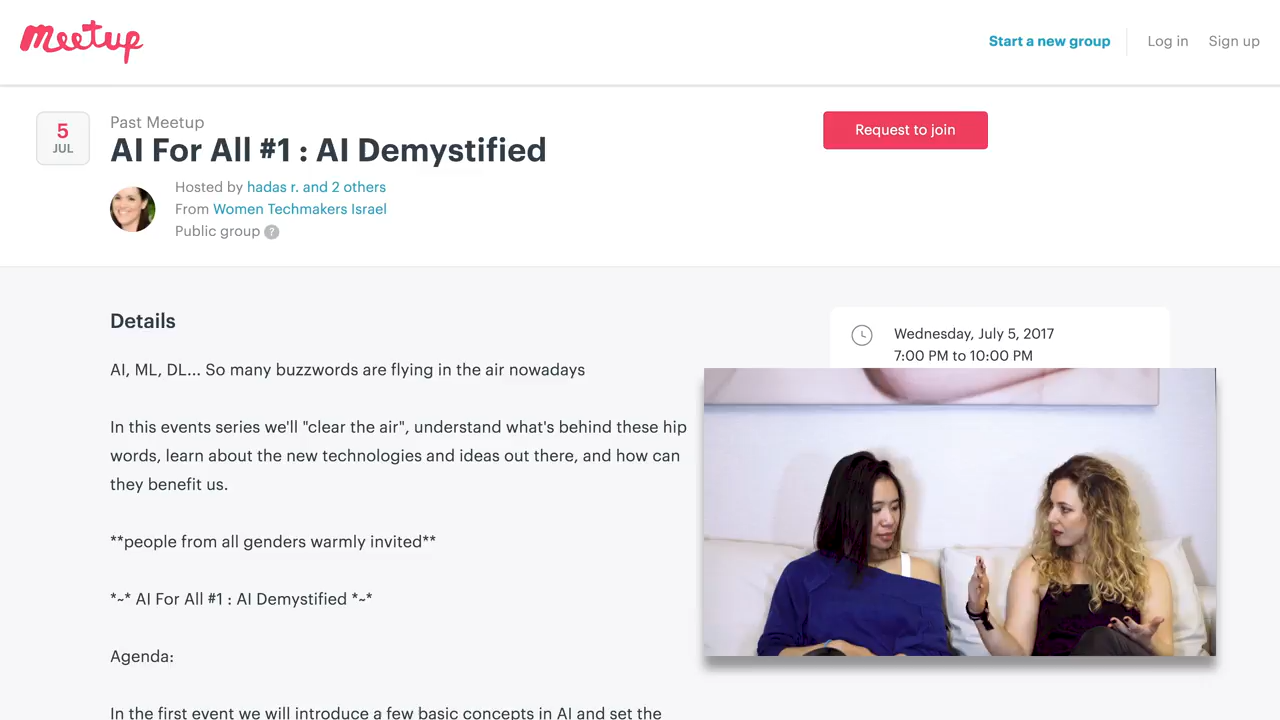 meetup
Start a new group
Log in
Sign up
5
JUL
Past Meetup
AI For All #1 : AI Demystified
Request to join
Hosted by hadas r. and 2 others
From Women Techmakers Israel
Public group ?
Details
Wednesday, July 5, 2017
7:00 PM to 10:00 PM
AI, ML, DL... So many buzzwords are flying in the air nowadays
In this events series we'll "clear the air", understand what's behind these hip
words, learn about the new technologies and ideas out there, and how can
they benefit us.
**people from all genders warmly invited**
*~* AI For All #1 : AI Demystified *~*
Agenda:
In the first event we will introduce a few basic concepts in AI and set the